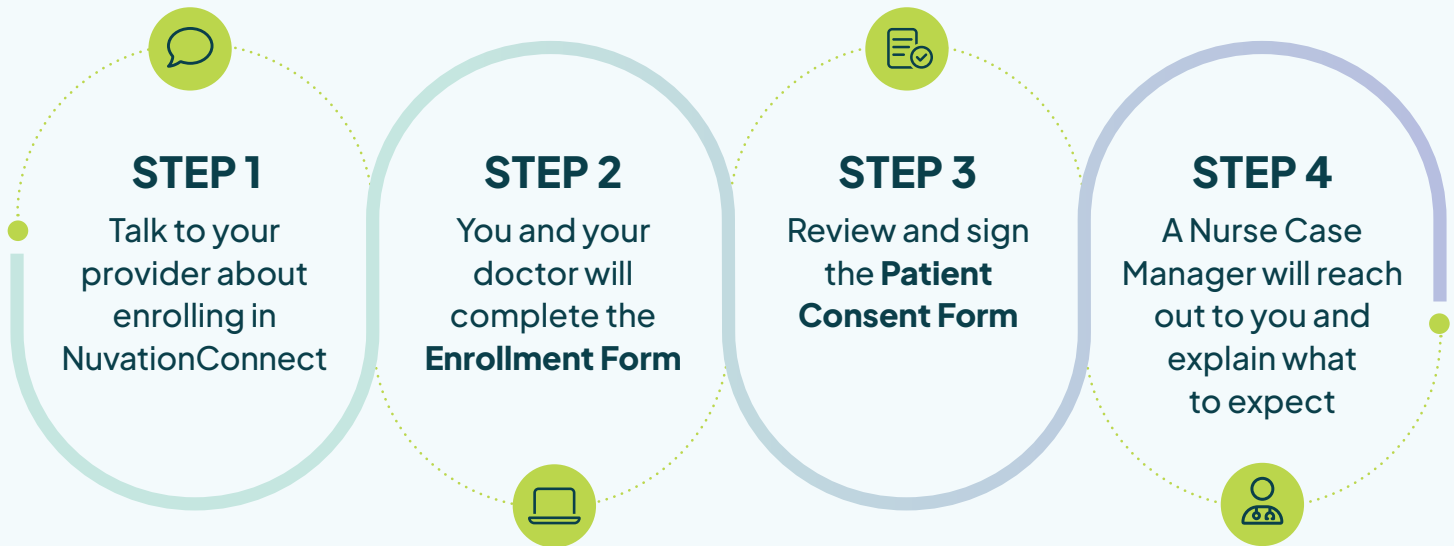 STEP 1
Talk to your
provider about
enrolling in
NuvationConnect
STEP 2
You and your
doctor will
complete the
Enrollment Form
STEP 3
Review and sign
the Patient
Consent Form
STEP 4
A Nurse Case
Manager will reach
out to you and
explain what
to expect